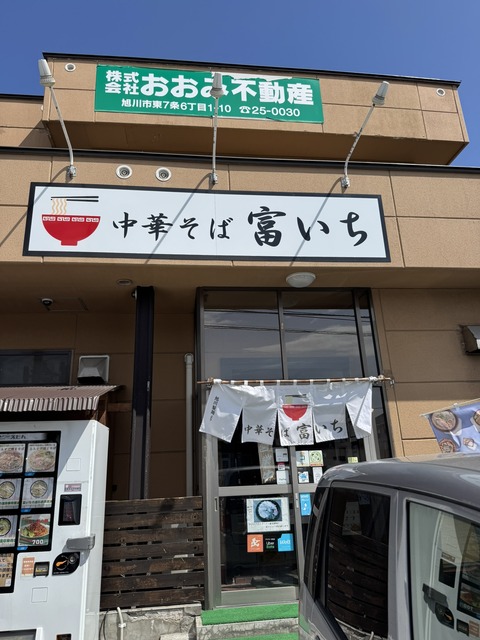 株式会社 おおみ不動産
旭川市東7条6丁目1-10 ☎25-0030
中華そば 富いち
中華そば 富いち
700